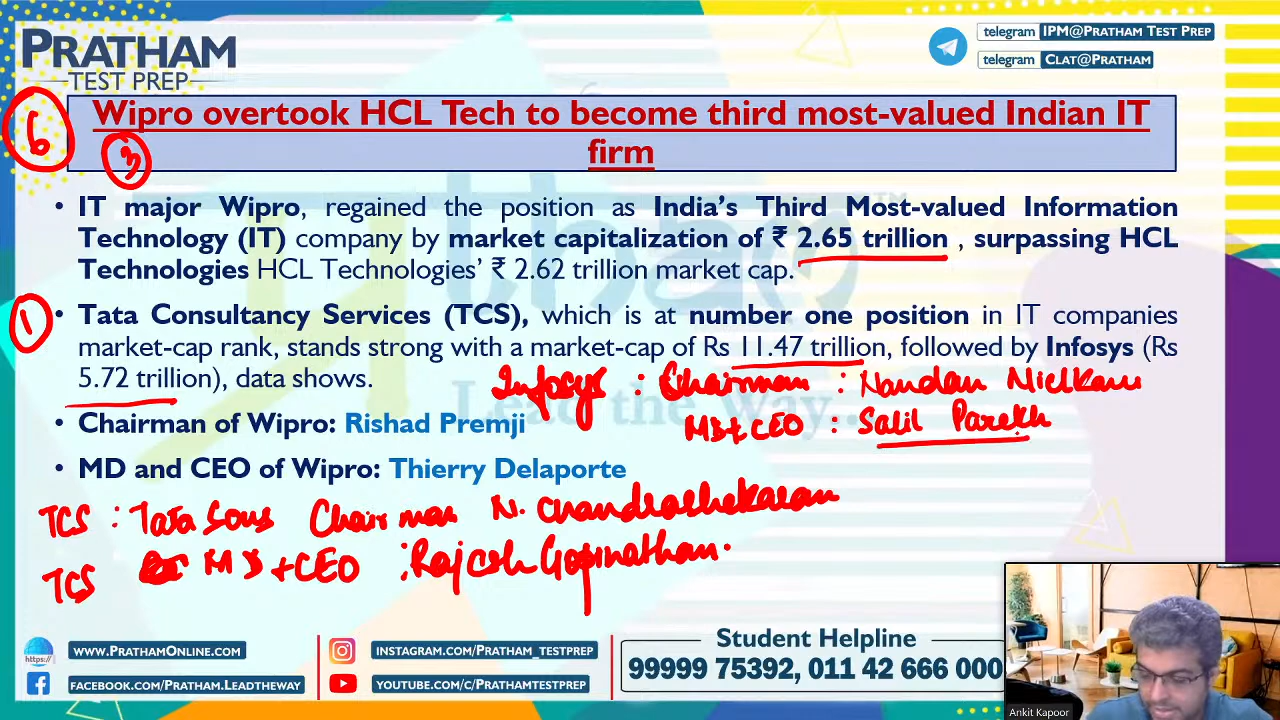 PRATHAM
TEST PREP
telegram IPM@PRATHAM TEST PREP
telegram CLAT@PRATHAM
6
Wipro overtook HCL Tech to become third most-valued Indian IT
3
firm
• IT major Wipro, regained the position as India's Third Most-valued Information
Technology (IT) company by market capitalization of ₹ 2.65 trillion , surpassing HCL
Technologies HCL Technologies' ₹ 2.62 trillion market cap.
1
• Tata Consultancy Services (TCS), which is at number one position in IT companies
market-cap rank, stands strong with a market-cap of Rs 11.47 trillion, followed by Infosys (Rs
5.72 trillion), data shows.
Infosys : Chairman : Nandan
• Chairman of Wipro: Rishad Premji
MD + CEO : Salil Parekh
• MD and CEO of Wipro: Thierry Delaporte
TCS : Tata Sons Chairman N. Chandrashekaran
TCS MD + CEO : Rajesh Gopinathan.
Lead the Way..
https://
WWW.PRATHAMONLINE.COM
FACEBOOK.COM/PRATHAM.LEADTHEWAY
INSTAGRAM.COM/PRATHAM_TESTPREP
YOUTUBE.COM/C/PRATHAMTESTPREP
Student Helpline
99999 75392, 011 42 666 000
Ankit Kapoor